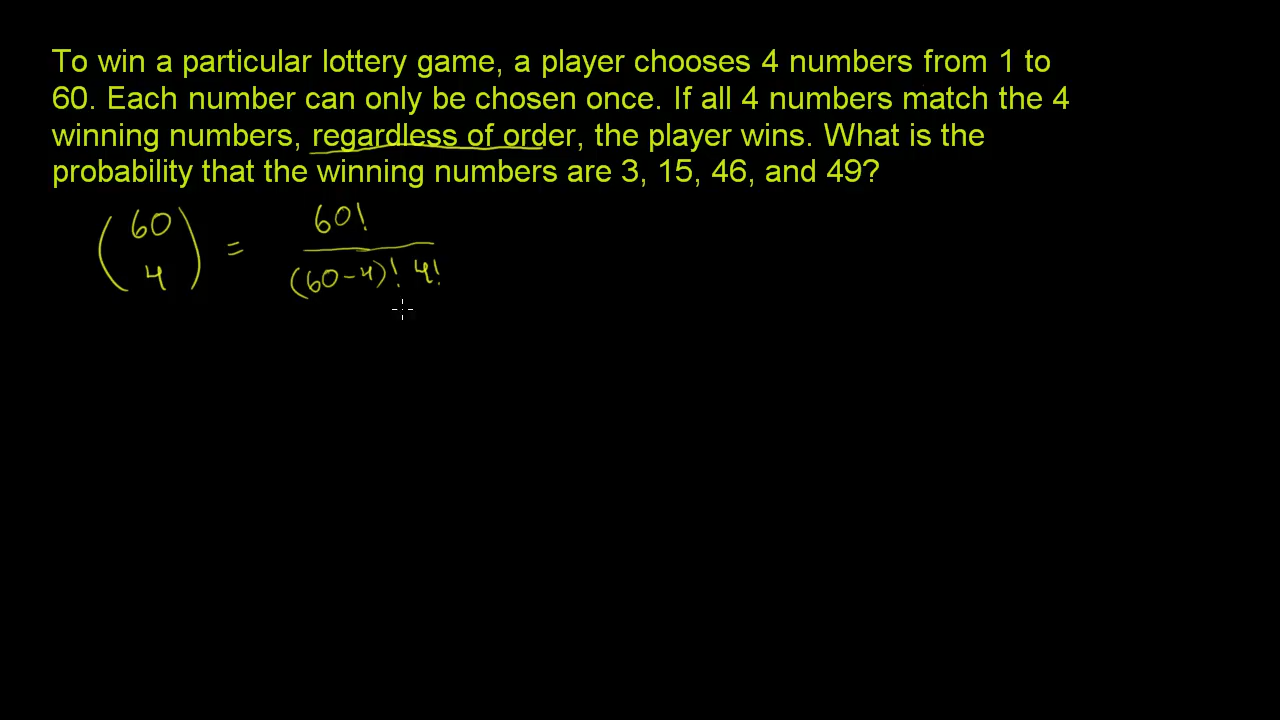 To win a particular lottery game, a player chooses 4 numbers from 1 to
60. Each number can only be chosen once. If all 4 numbers match the 4
winning numbers, regardless of order, the player wins. What is the
probability that the winning numbers are 3, 15, 46, and 49?
(60
4) = 60!
(60-4)! 4!